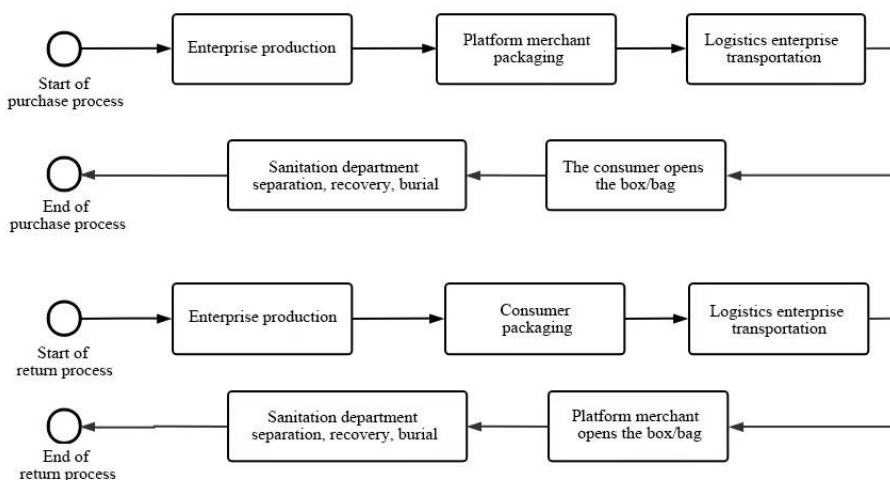 Enterprise production
Platform merchant
packaging
Logistics enterprise
transportation
Start of
purchase process
Sanitation department
separation, recovery, burial
The consumer opens
the box/bag
End of
purchase process
Enterprise production
Consumer
packaging
Logistics enterprise
transportation
Start of
return process
Sanitation department
separation, recovery, burial
Platform merchant
opens the box/bag
End of
return process